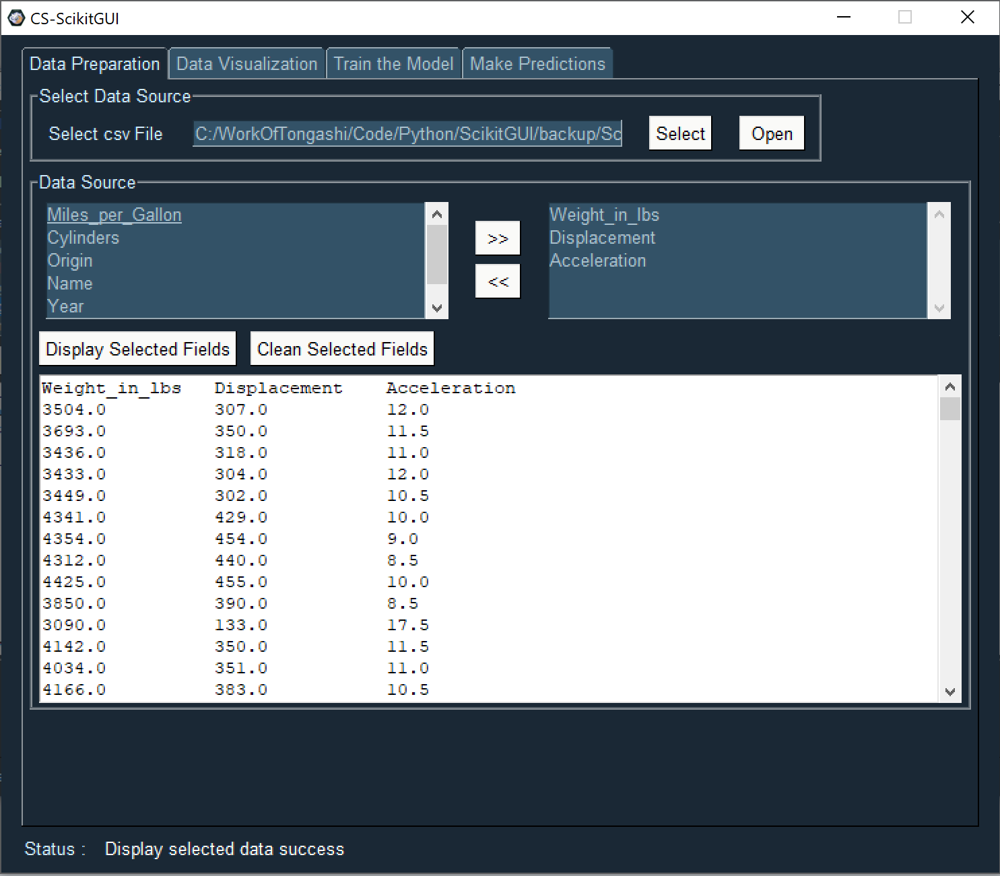 CS-ScikitGUI
Data Preparation Data Visualization Train the Model Make Predictions
Select Data Source
Select csv File C:/WorkOfTongashi/Code/Python/ScikitGUI/backup/Sc Select Open
Data Source
Miles_per_Gallon
Cylinders
Origin
Name
Year
>>
<<
Weight_in_lbs
Displacement
Acceleration
Display Selected Fields Clean Selected Fields
Weight_in_lbs Displacement Acceleration
3504.0 307.0 12.0
3693.0 350.0 11.5
3436.0 318.0 11.0
3433.0 304.0 12.0
3449.0 302.0 10.5
4341.0 429.0 10.0
4354.0 454.0 9.0
4312.0 440.0 8.5
4425.0 455.0 10.0
3850.0 390.0 8.5
3090.0 133.0 17.5
4142.0 350.0 11.5
4034.0 351.0 11.0
4166.0 383.0 10.5
Status : Display selected data success